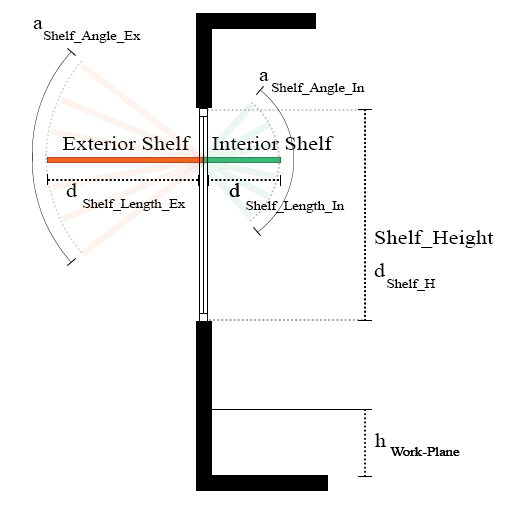 a Shelf_Angle_Ex
a Shelf_Angle_In
Exterior Shelf Interior Shelf
d Shelf_Length_Ex
d Shelf_Length_In
Shelf_Height
d Shelf_H
h Work-Plane